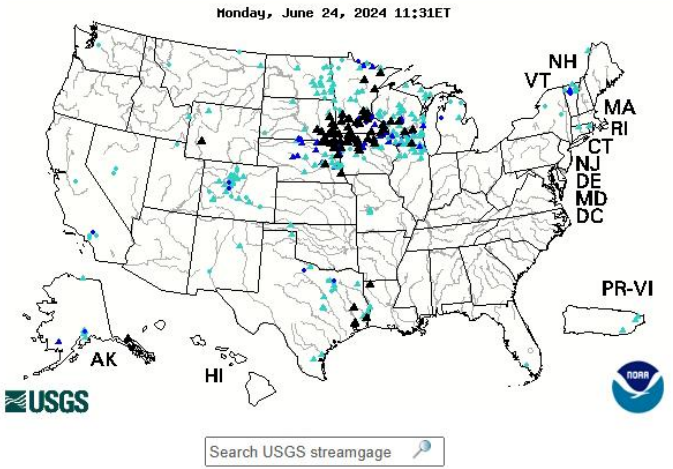 Monday, June 24, 2024 11:31ET
NH
VT
MA
RI
CT
NJ
DE
MD
DC
PR-VI
AK
HI
USGS
NOAA
Search USGS streamgage